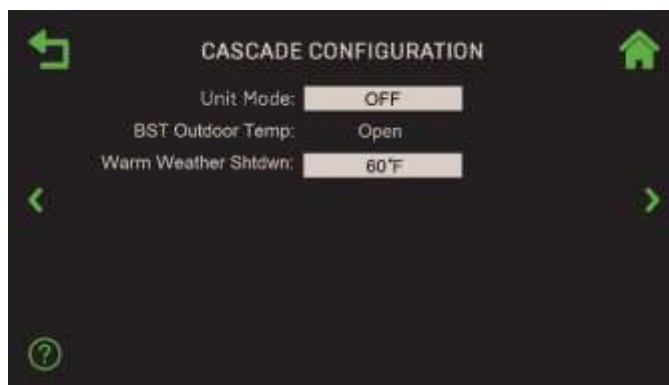 CASCADE CONFIGURATION
Unit Mode: OFF
BST Outdoor Temp: Open
Warm Weather Shtdwn: 60°F
?